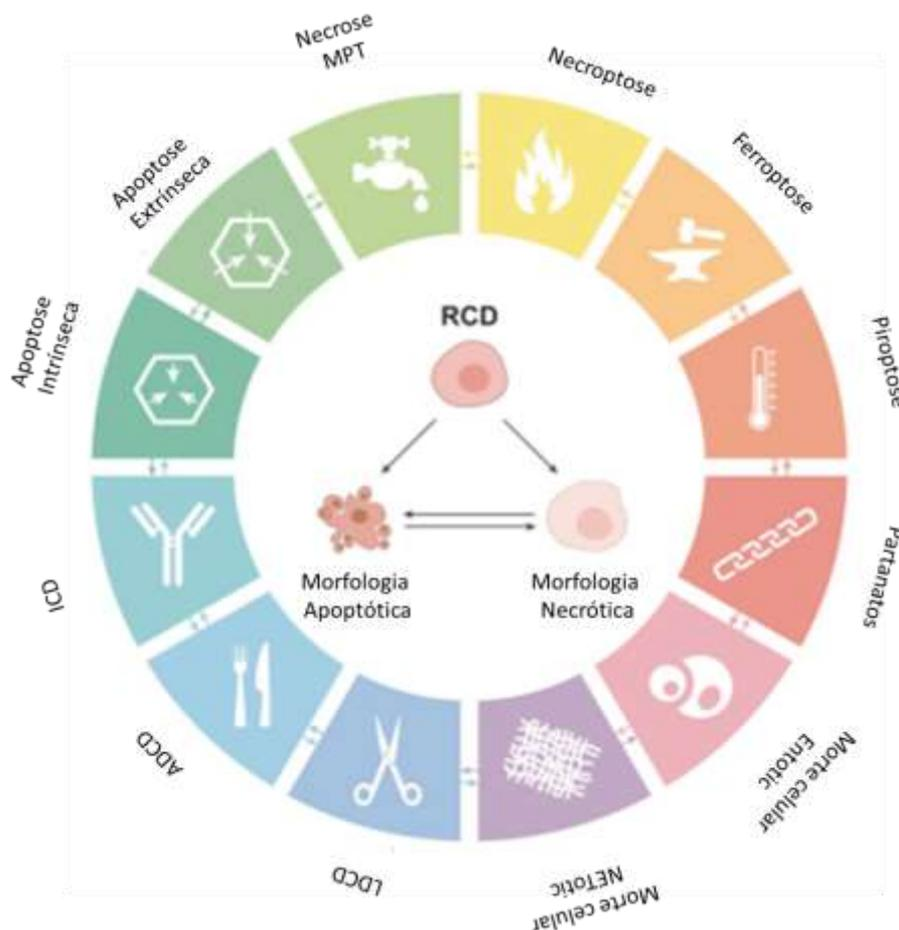 Necrose
MPT
Necroptose
Ferroptose
Piroptose
Partanatos
Morte celular
Entotic
Morte celular
NETotic
LDCD
ADCD
ICD
Apoptose
Intrínseca
Apoptose
Extrínseca
RCD
Morfologia
Apoptótica
Morfologia
Necrótica